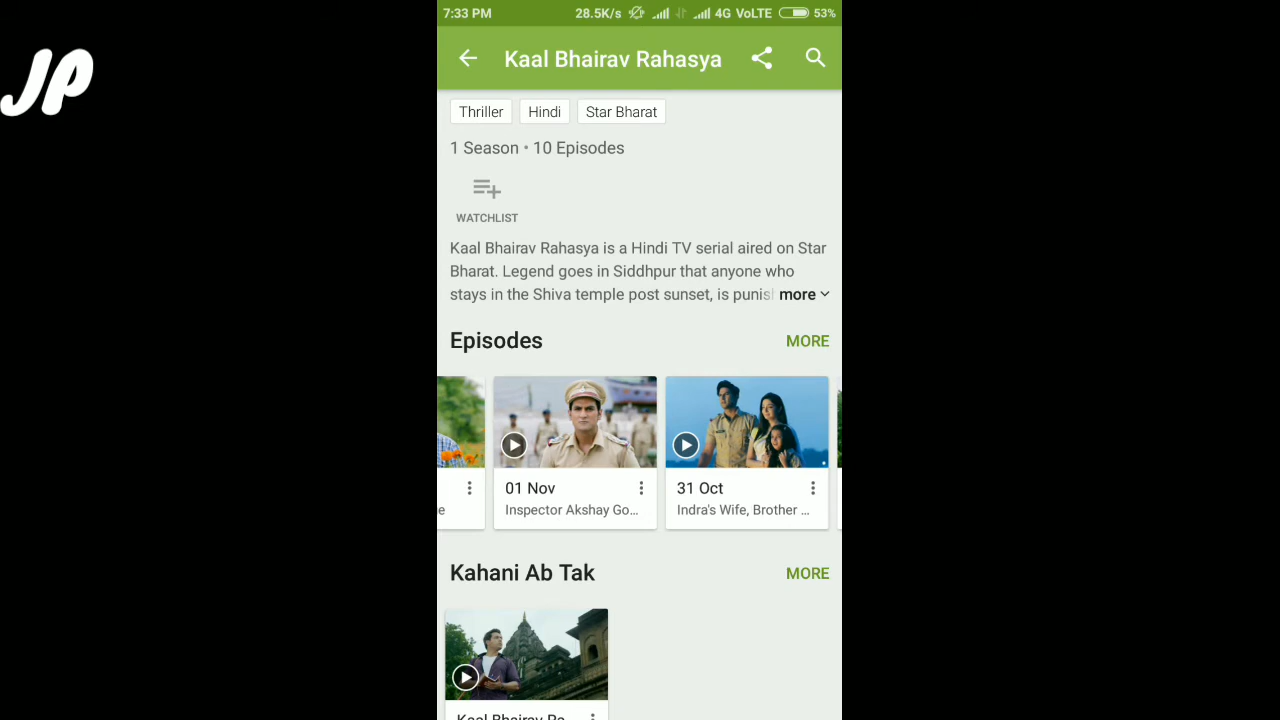 JP
7:33 PM 28.5K/s 4G VoLTE 53%
Kaal Bhairav Rahasya
Thriller Hindi Star Bharat
1 Season • 10 Episodes
WATCHLIST
Kaal Bhairav Rahasya is a Hindi TV serial aired on Star
Bharat. Legend goes in Siddhpur that anyone who
stays in the Shiva temple post sunset, is punis more
Episodes MORE
e
01 Nov
Inspector Akshay Go...
31 Oct
Indra's Wife, Brother ...
Kahani Ab Tak MORE
Kaal Bhairav Ra...